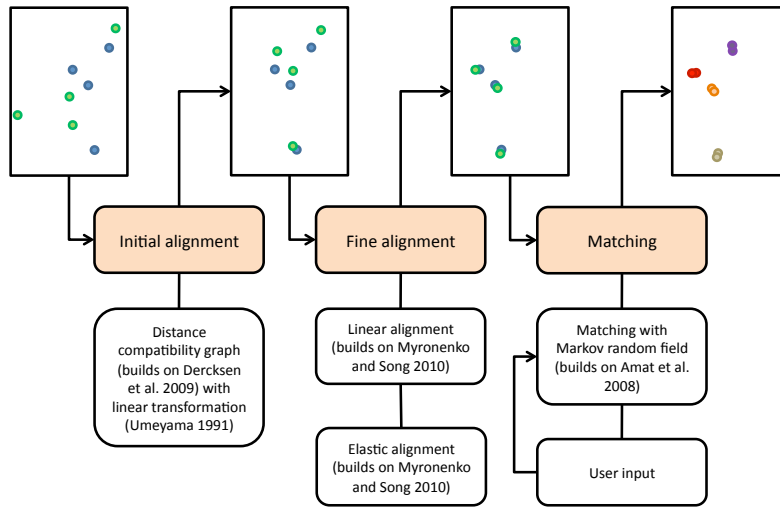 Initial alignment
Fine alignment
Matching
Distance
compatibility graph
(builds on Dercksen
et al. 2009) with
linear transformation
(Umeyama 1991)
Linear alignment
(builds on Myronenko
and Song 2010)
Elastic alignment
(builds on Myronenko
and Song 2010)
Matching with
Markov random field
(builds on Amat et al.
2008)
User input